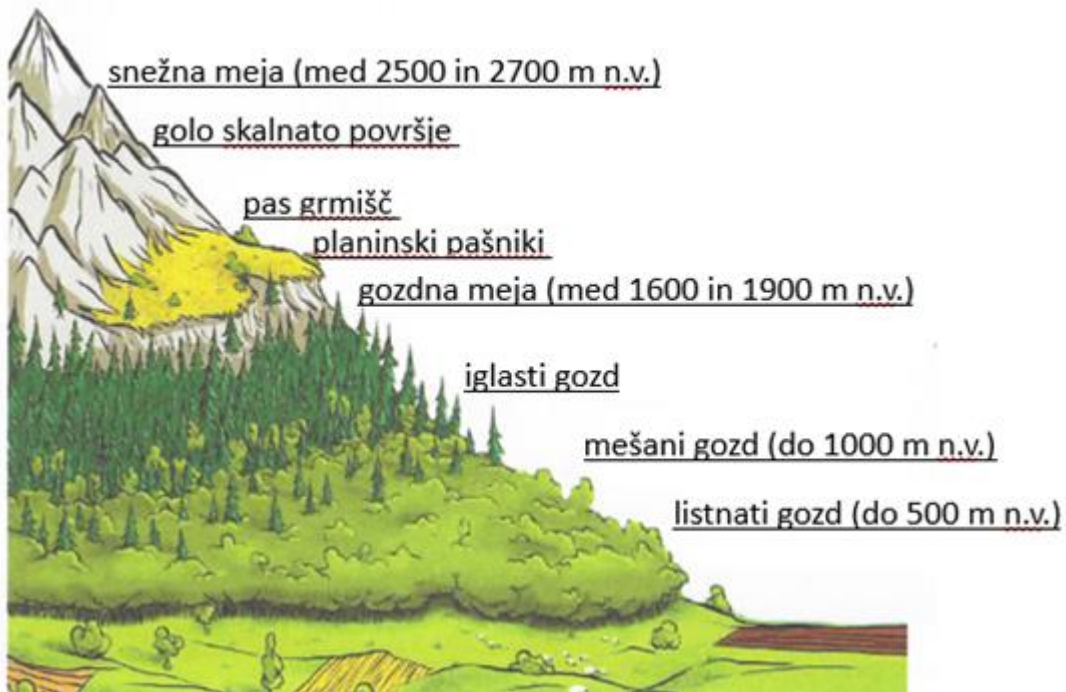 snežna meja (med 2500 in 2700 m n.v.)
golo skalnato površje
pas grmišč
planinski pašniki
gozdna meja (med 1600 in 1900 m n.v.)
iglasti gozd
mešani gozd (do 1000 m n.v.)
listnati gozd (do 500 m n.v.)